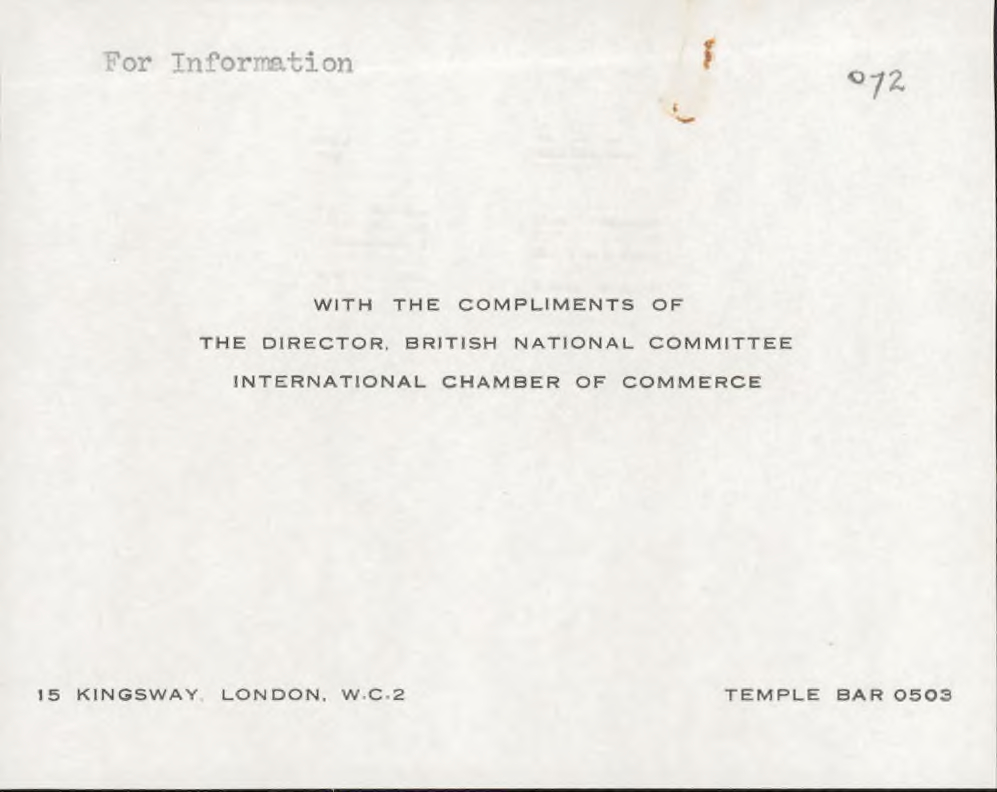 For Information
072
WITH THE COMPLIMENTS OF
THE DIRECTOR, BRITISH NATIONAL COMMITTEE
INTERNATIONAL CHAMBER OF COMMERCE
15 KINGSWAY, LONDON, W.C.2
TEMPLE BAR 0503